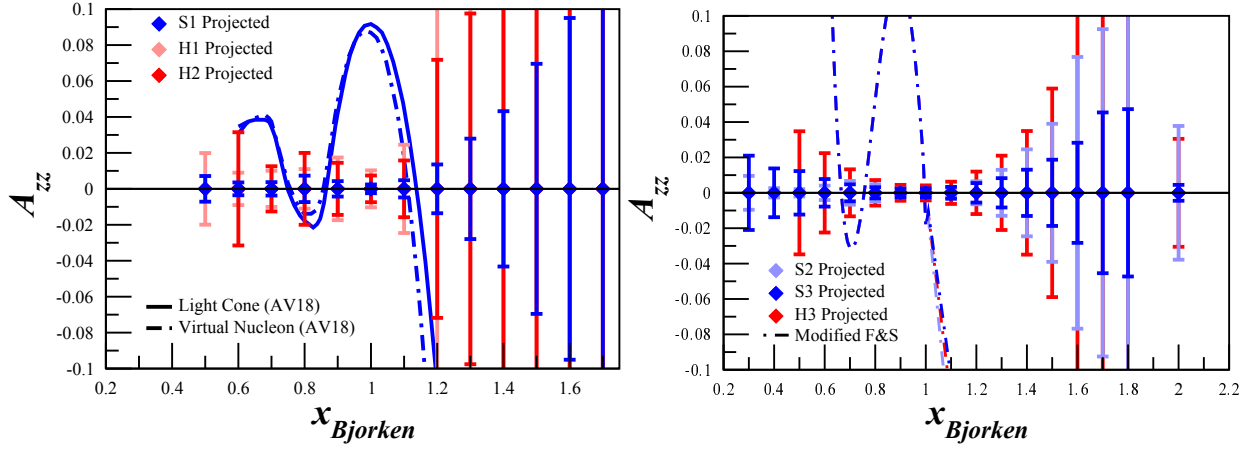 0.1
0.08
0.06
0.04
0.02
0
-0.02
-0.04
-0.06
-0.08
-0.1
A_zz
S1 Projected
H1 Projected
H2 Projected
Light Cone (AV18)
Virtual Nucleon (AV18)
0.2 0.4 0.6 0.8 1 1.2 1.4 1.6
x_Bjorken
0.1
0.08
0.06
0.04
0.02
0
-0.02
-0.04
-0.06
-0.08
-0.1
A_zz
S2 Projected
S3 Projected
H3 Projected
Modified F&S
0.2 0.4 0.6 0.8 1.0 1.2 1.4 1.6 1.8 2 2.2
x_Bjorken